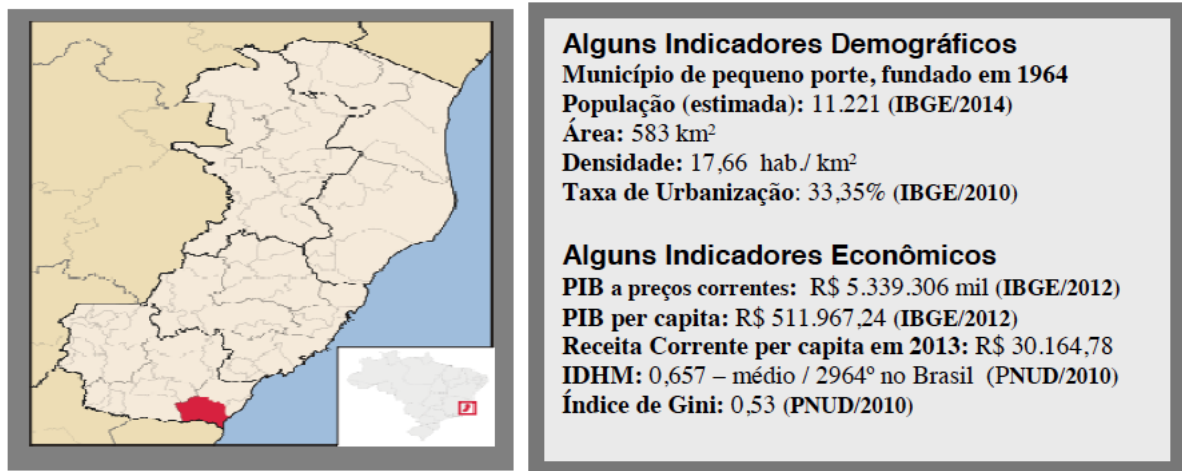 Alguns Indicadores Demográficos
Município de pequeno porte, fundado em 1964
População (estimada): 11.221 (IBGE/2014)
Área: 583 km²
Densidade: 17,66 hab./ km²
Taxa de Urbanização: 33,35% (IBGE/2010)
Alguns Indicadores Econômicos
PIB a preços correntes: R$ 5.339.306 mil (IBGE/2012)
PIB per capita: R$ 511.967,24 (IBGE/2012)
Receita Corrente per capita em 2013: R$ 30.164,78
IDHM: 0,657 – médio / 2964º no Brasil (PNUD/2010)
Índice de Gini: 0,53 (PNUD/2010)